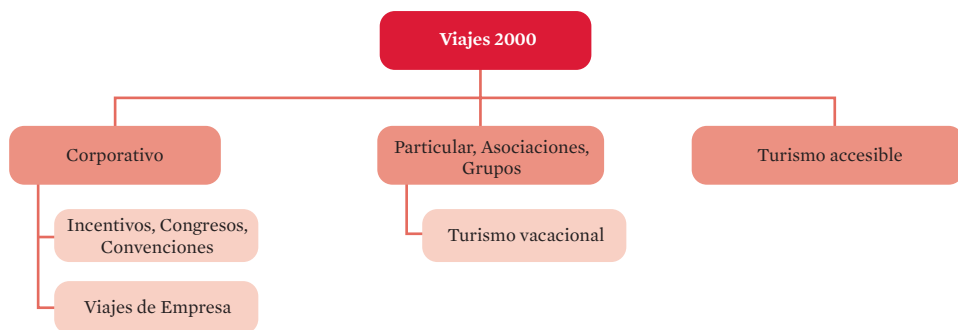 Viajes 2000
Corporativo
Particular, Asociaciones,
Grupos
Turismo accesible
Incentivos, Congresos,
Convenciones
Turismo vacacional
Viajes de Empresa